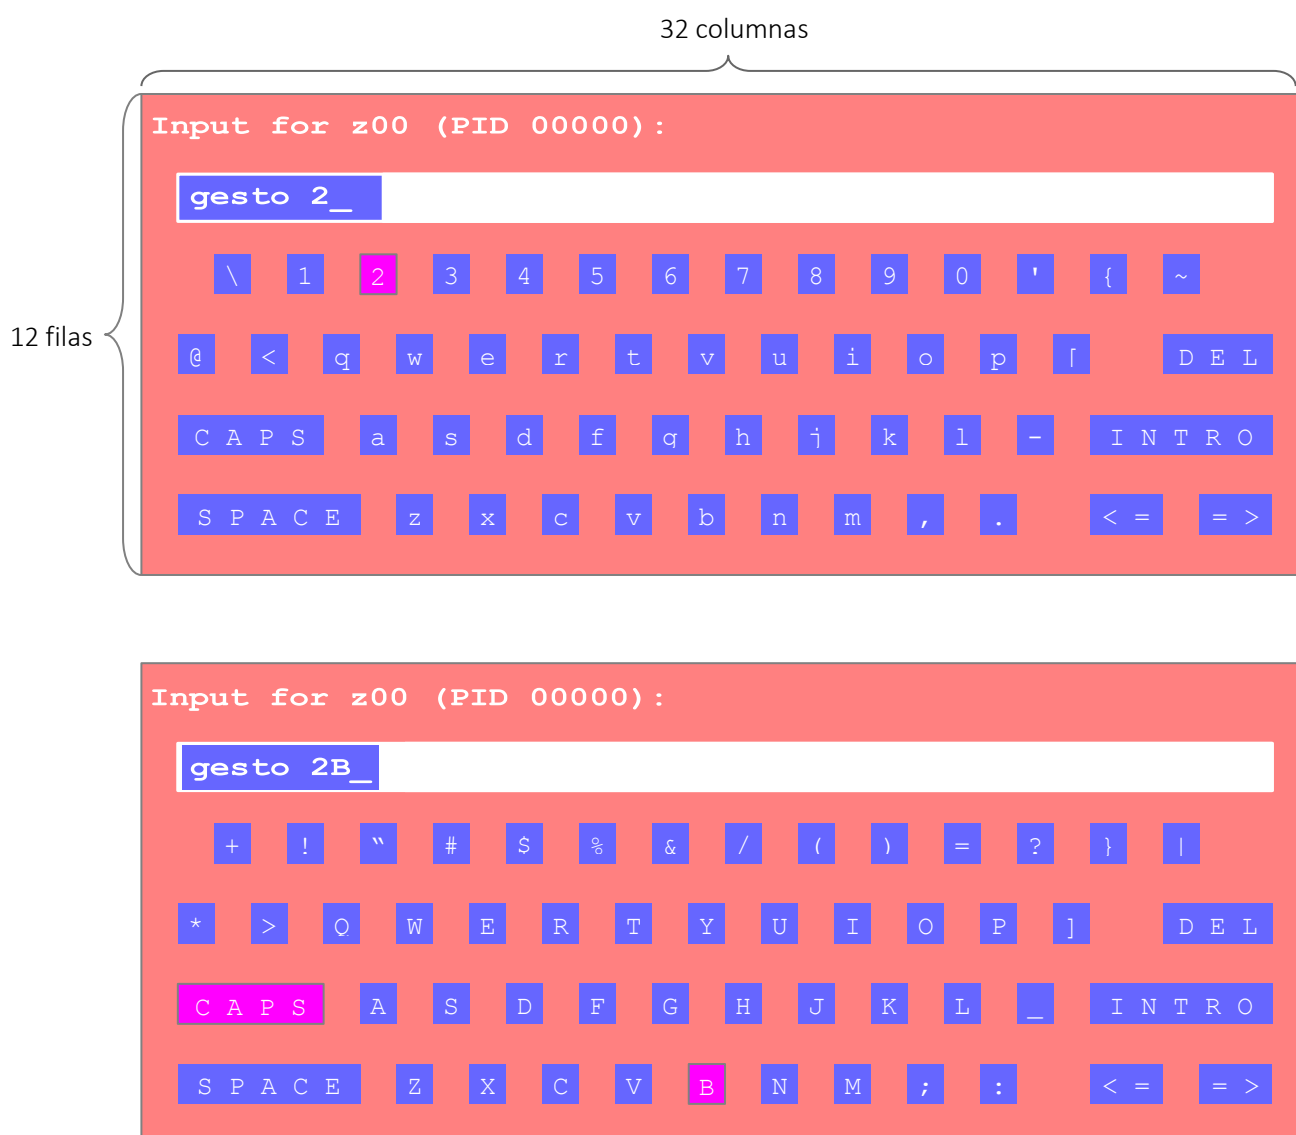 32 columnas
12 filas
Input for z00 (PID 00000):
gesto 2_
\ 1 2 3 4 5 6 7 8 9 0 ' { ~
@ < q w e r t y u i o p [ DEL
CAPS a s d f g h j k l - INTRO
SPACE z x c v b n m , . <= =>
Input for z00 (PID 00000):
gesto 2B_
+ ! “ # $ % & / ( ) = ? } |
* > Q W E R T Y U I O P ] DEL
CAPS A S D F G H J K L _ INTRO
SPACE Z X C V B N M ; : <= =>